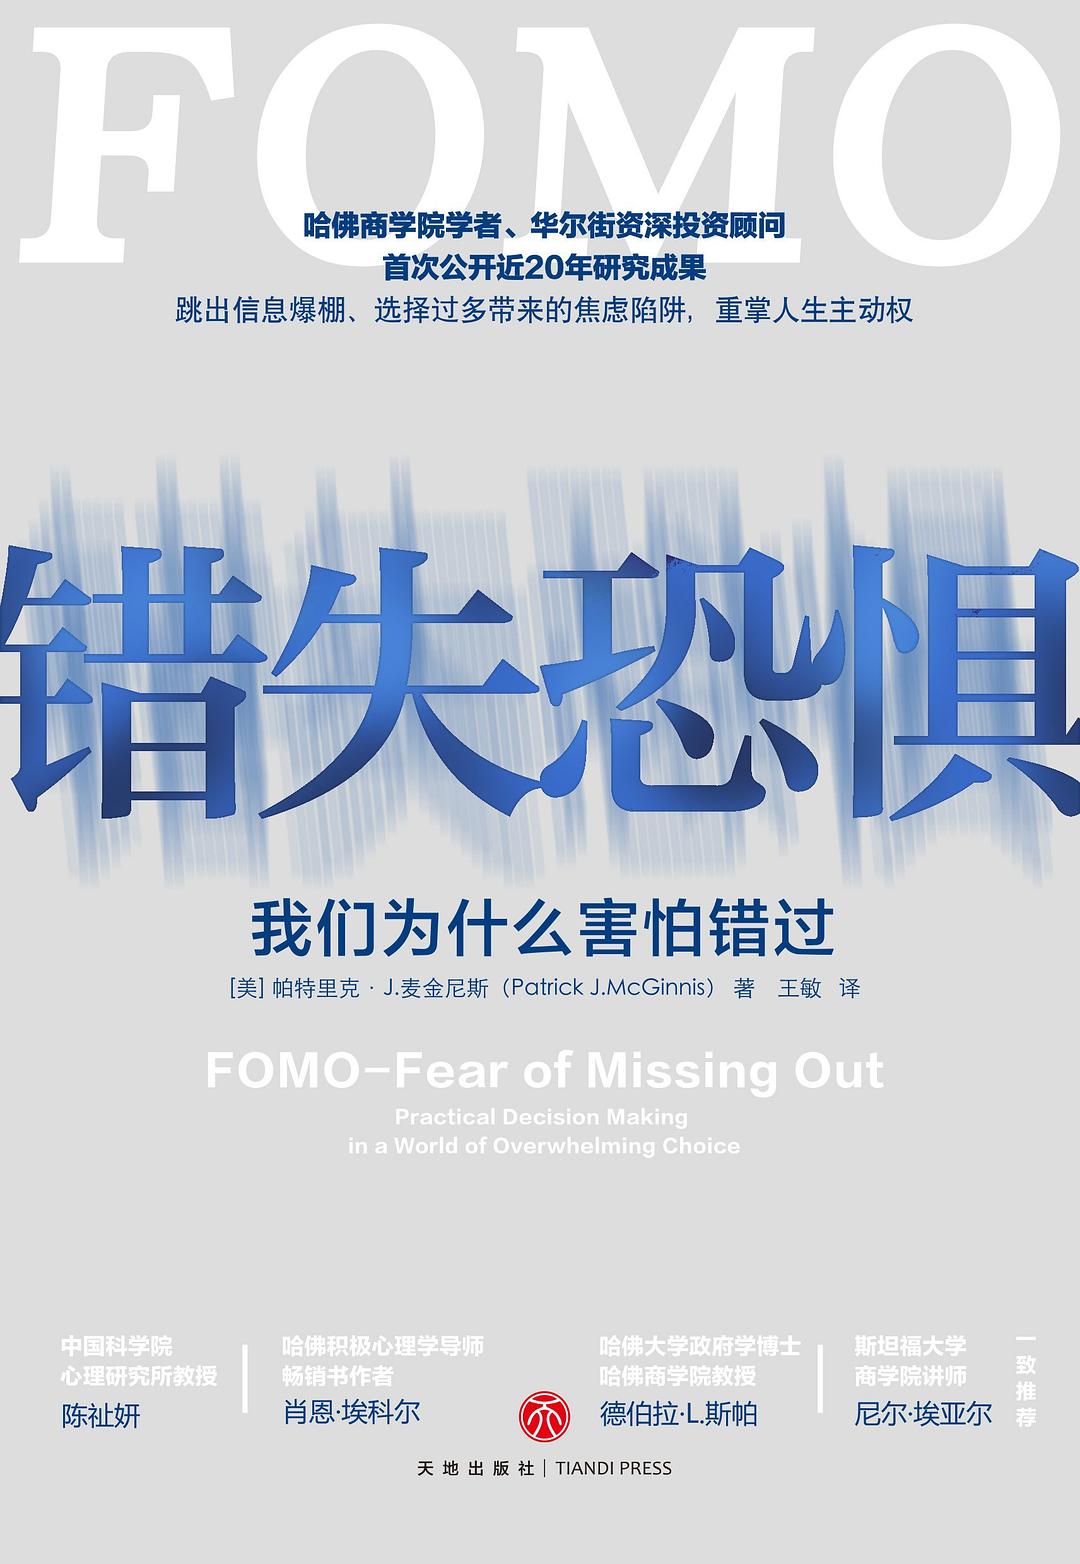 FOMO
哈佛商学院学者、华尔街资深投资顾问
首次公开近20年研究成果
跳出信息爆棚、选择过多带来的焦虑陷阱，重掌人生主动权
错失恐惧
我们为什么害怕错过
[美] 帕特里克·J.麦金尼斯（Patrick J.McGinnis） 著 王敏 译
FOMO-Fear of Missing Out
Practical Decision Making
in a World of Overwhelming Choice
中国科学院
心理研究所教授
陈祉妍
哈佛积极心理学导师
畅销书作者
肖恩·埃科尔
哈佛大学政府学博士
哈佛商学院教授
德伯拉·L.斯帕
斯坦福大学
商学院讲师
尼尔·埃亚尔
一致推荐
天地出版社 | TIANDI PRESS